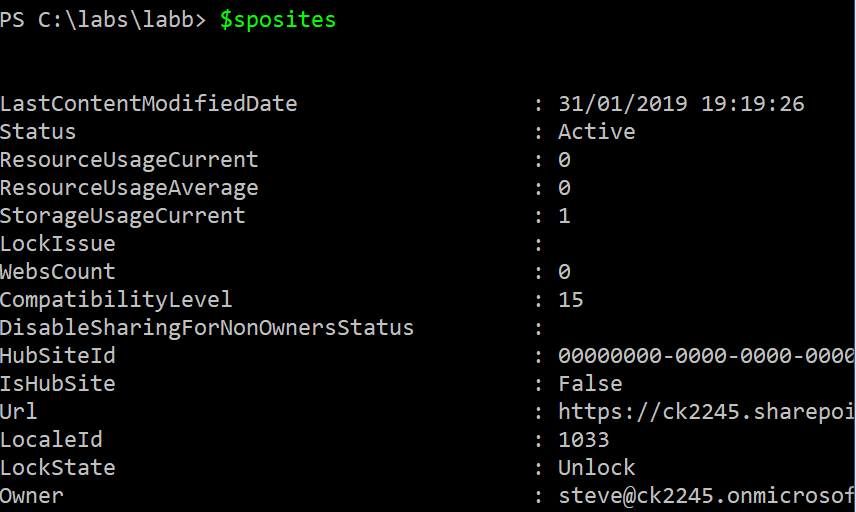 PS C:\labs\labb> $sposites
LastContentModifiedDate : 31/01/2019 19:19:26
Status : Active
ResourceUsageCurrent : 0
ResourceUsageAverage : 0
StorageUsageCurrent : 1
LockIssue :
WebsCount : 0
CompatibilityLevel : 15
DisableSharingForNonOwnersStatus :
HubSiteId : 00000000-0000-0000-0000
IsHubSite : False
Url : https://ck2245.sharepoi
LocaleId : 1033
LockState : Unlock
Owner : steve@ck2245.onmicrosof